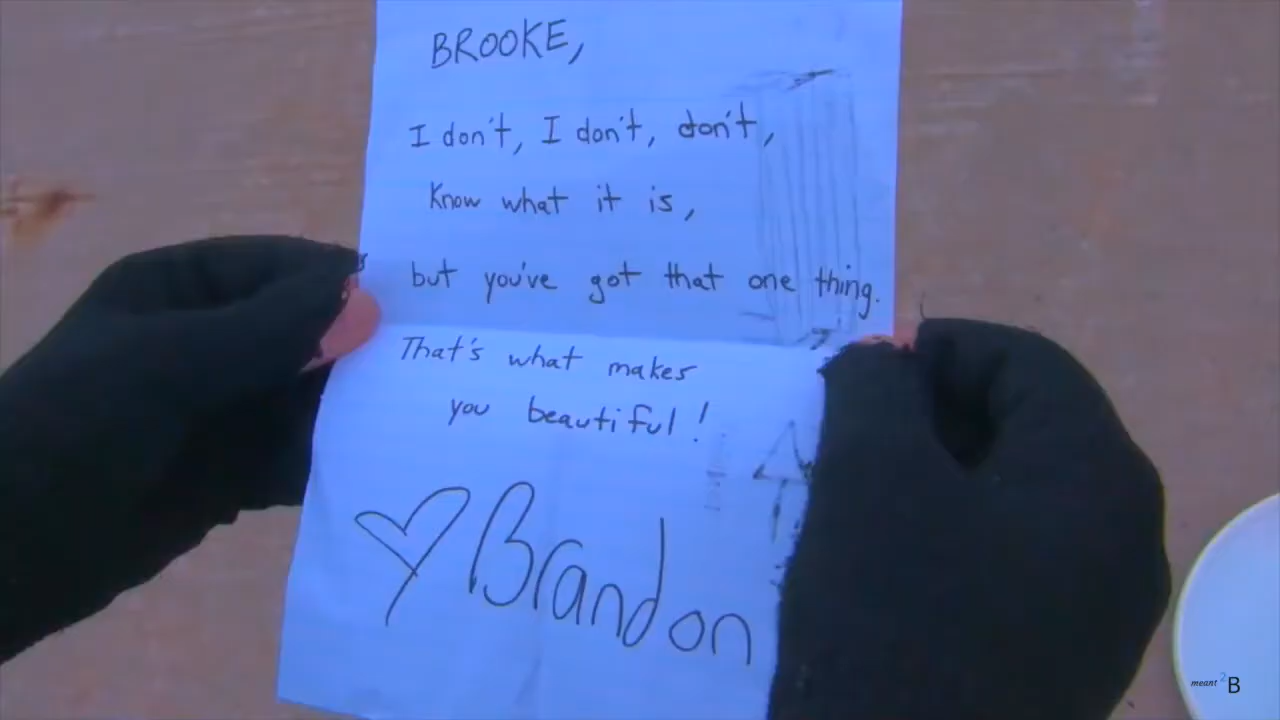 BROOKE,
I don't, I don't, don't,
Know what it is,
but you've got that one thing.
That's what makes
you beautiful!
Brandon
meant 2 B